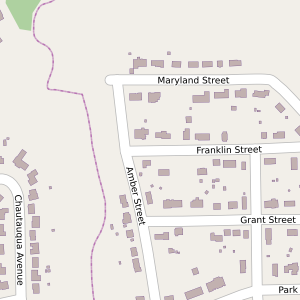 Maryland Street
Franklin Street
Amber Street
Chautauqua Avenue
Grant Street
Park